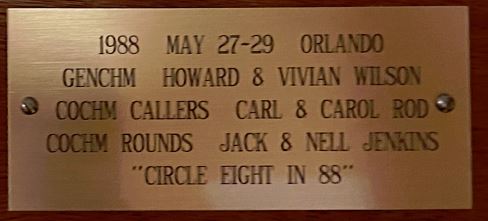 1988 MAY 27-29 ORLANDO
GENCHM HOWARD & VIVIAN WILSON
COCHM CALLERS CARL & CAROL ROD
COCHM ROUNDS JACK & NELL JENKINS
"CIRCLE EIGHT IN 88"